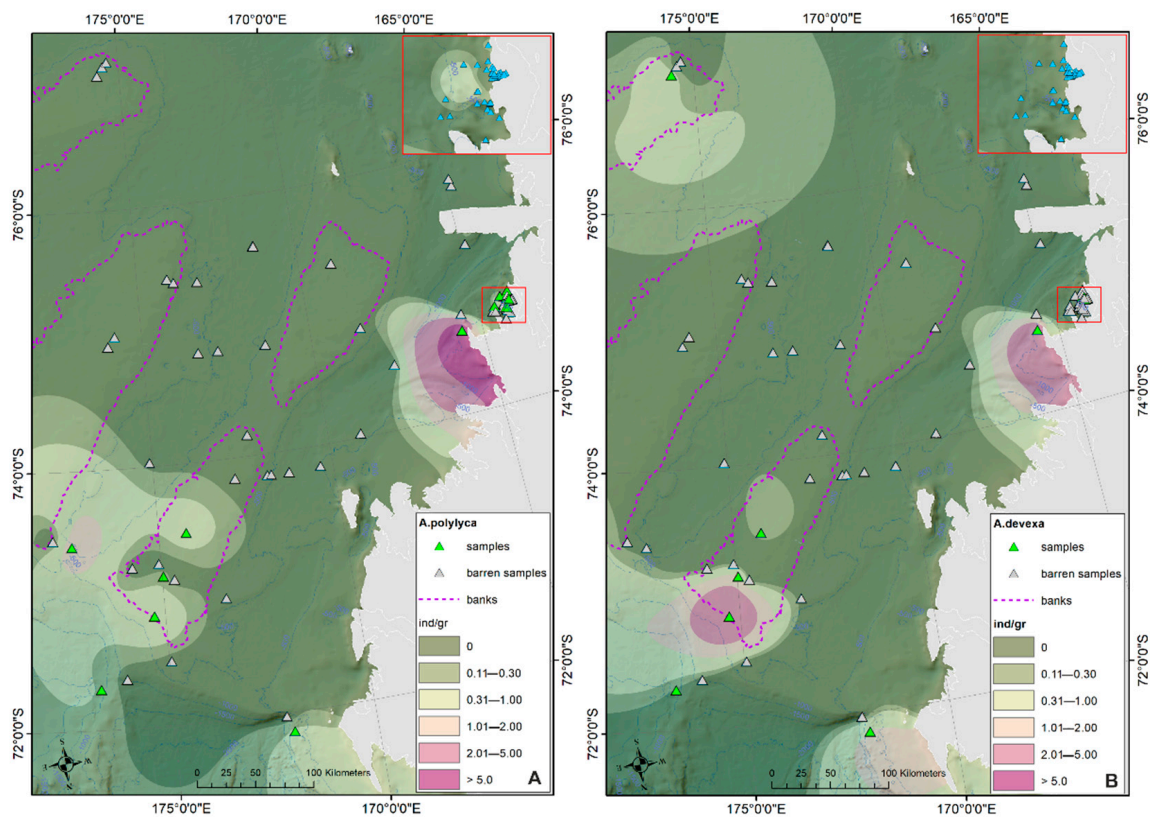 175°0'0"E 170°0'0"E 165°0'0"E
76°0'0"S
76°0'0"S
74°0'0"S
74°0'0"S
72°0'0"S
72°0'0"S
500
500
500
A.polylyca
samples
barren samples
banks
ind/gr
0
0.11—0.30
0.31—1.00
1.01—2.00
2.01—5.00
> 5.0
A
0 25 50 100 Kilometers
S
W
N
E
175°0'0"E 170°0'0"E
175°0'0"E 170°0'0"E 165°0'0"E
76°0'0"S
76°0'0"S
74°0'0"S
74°0'0"S
72°0'0"S
72°0'0"S
500
500
A.devexa
samples
barren samples
banks
ind/gr
0
0.11—0.30
0.31—1.00
1.01—2.00
2.01—5.00
> 5.0
B
0 25 50 100 Kilometers
S
W
N
E
175°0'0"E 170°0'0"E